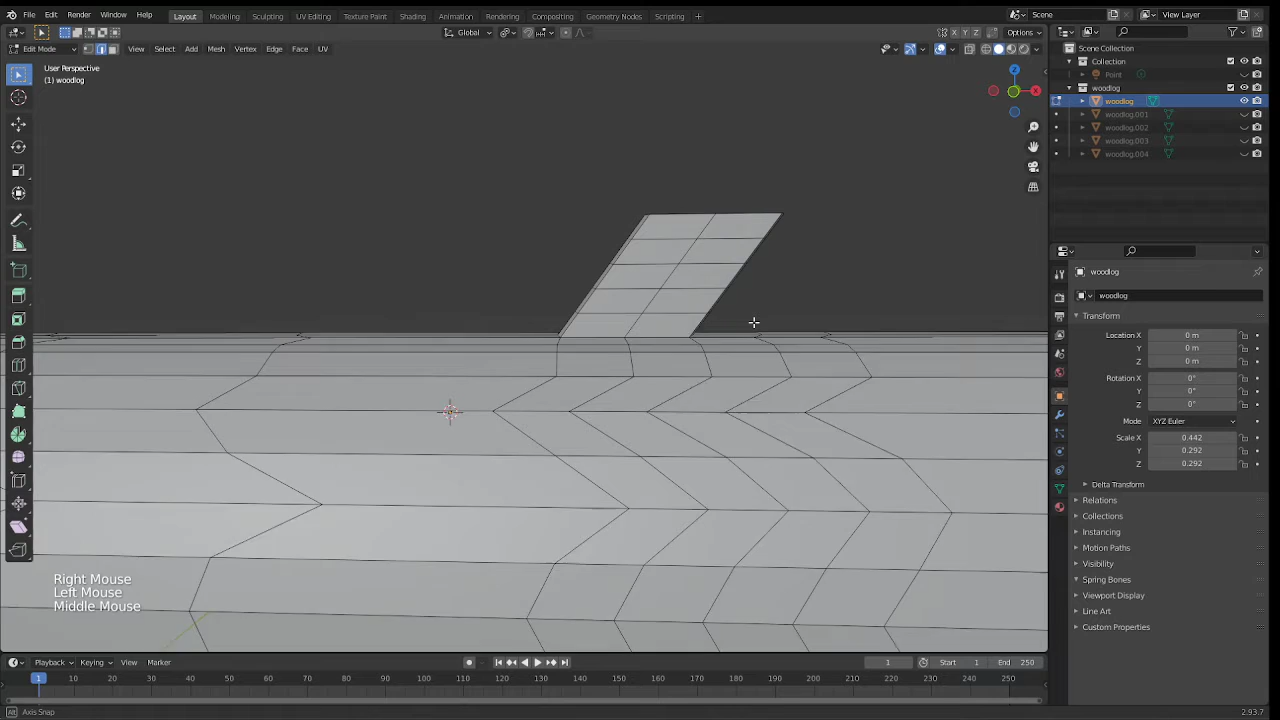 File Edit Render Window Help Layout Modeling Sculpting UV Editing Texture Paint Shading Animation Rendering Compositing Geometry Nodes Scripting + Scene View Layer
Global Options
Edit Mode View Select Add Mesh Vertex Edge Face UV X Y Z
Scene Collection
Collection
Point
woodlog
woodlog
woodlog.001
woodlog.002
woodlog.003
woodlog.004
User Perspective
(1) woodlog
Z
X
woodlog
woodlog
Transform
Location X 0 m
Y 0 m
Z 0 m
Rotation X 0°
Y 0°
Z 0°
Mode XYZ Euler
Scale X 0.442
Y 0.292
Z 0.292
Delta Transform
Relations
Collections
Instancing
Motion Paths
Visibility
Spring Bones
Viewport Display
Line Art
Custom Properties
Right Mouse
Left Mouse
Middle Mouse
Playback Keying View Marker 1 Start 1 End 250
1 10 20 30 40 50 60 70 80 90 100 110 120 130 140 150 160 170 180 190 200 210 220 230 240 250
Alt Axis Snap 2.93.7